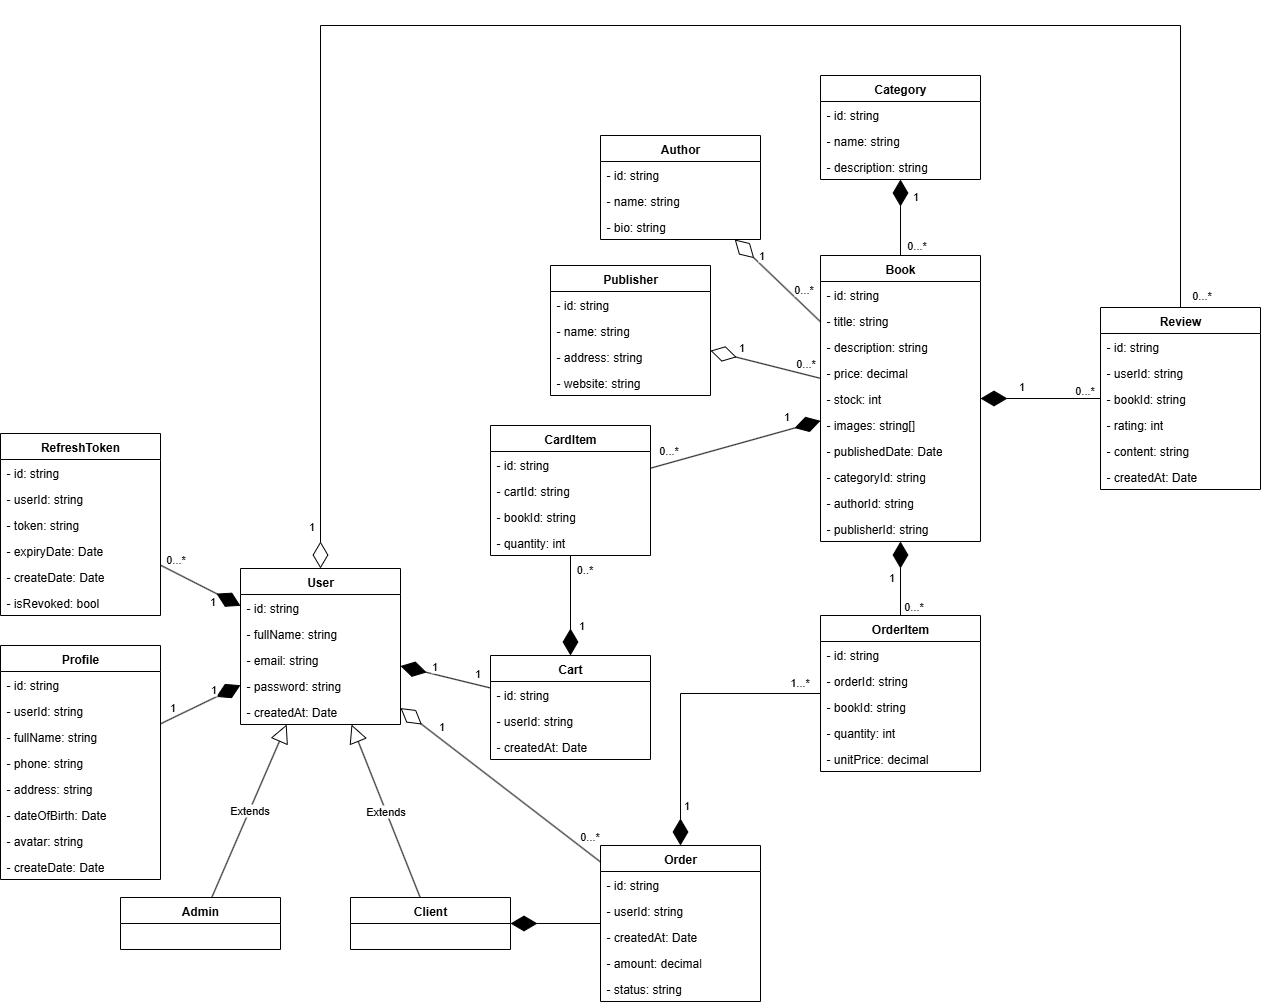 Category
- id: string
- name: string
- description: string
1
0...*
Author
- id: string
- name: string
- bio: string
1
0...*
Publisher
- id: string
- name: string
- address: string
- website: string
1
0...*
Book
- id: string
- title: string
- description: string
- price: decimal
- stock: int
- images: string[]
- publishedDate: Date
- categoryId: string
- authorId: string
- publisherId: string
1
0...*
0...*
Review
- id: string
- userId: string
- bookId: string
- rating: int
- content: string
- createdAt: Date
1
0...*
CardItem
- id: string
- cartId: string
- bookId: string
- quantity: int
0..*
1
RefreshToken
- id: string
- userId: string
- token: string
- expiryDate: Date
- createDate: Date
- isRevoked: bool
0...*
1
1
User
- id: string
- fullName: string
- email: string
- password: string
- createdAt: Date
1
1
Cart
- id: string
- userId: string
- createdAt: Date
1
0...*
OrderItem
- id: string
- orderId: string
- bookId: string
- quantity: int
- unitPrice: decimal
1...*
1
Profile
- id: string
- userId: string
- fullName: string
- phone: string
- address: string
- dateOfBirth: Date
- avatar: string
- createDate: Date
1
1
1
0...*
Extends
Extends
Order
- id: string
- userId: string
- createdAt: Date
- amount: decimal
- status: string
Admin
Client